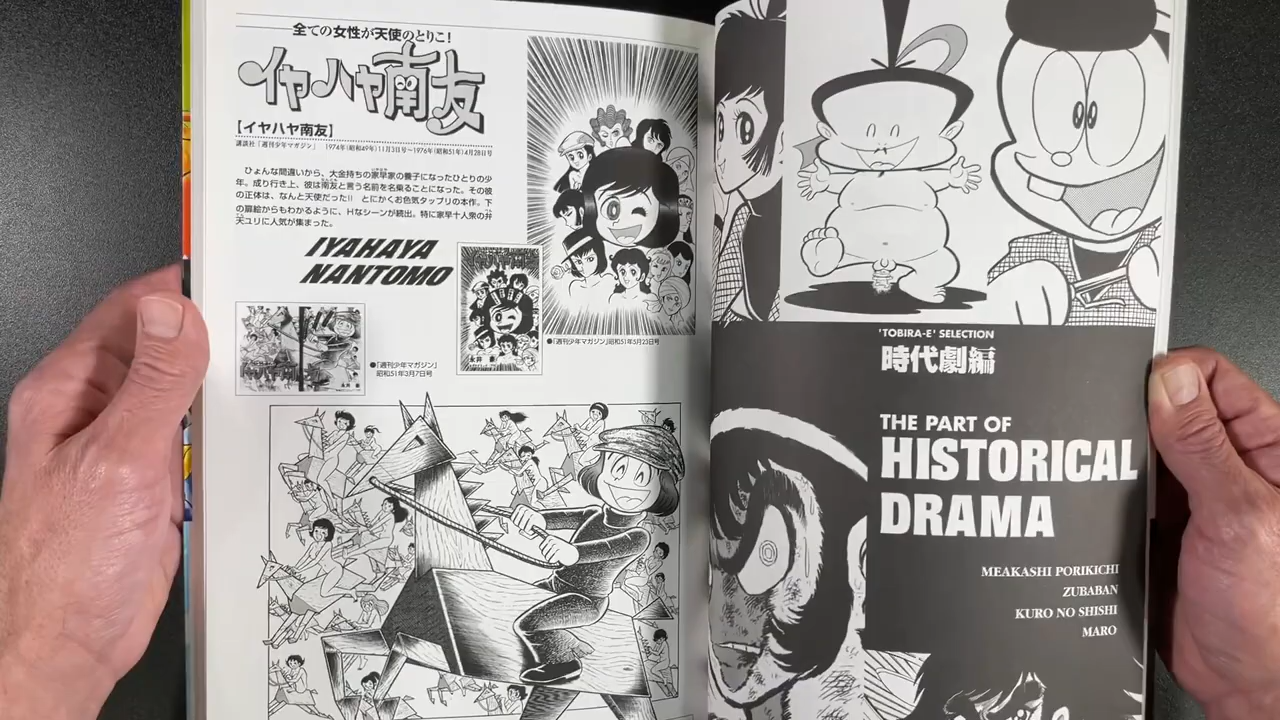 全ての女性が天使のとりこ!
イヤハヤ南友
【イヤハヤ南友】
講談社「週刊少年マガジン」 1974年(昭和49年)11月3日号〜1976年(昭和51年)4月28日号
ひょんな間違いから、大金持ちの家早家の養子になったひとりの少
年。成り行き上、彼は南友と言う名前を名乗ることになった。その彼
の正体は、なんと天使だった!! とにかくお色気タップリの本作。下
の扉絵からもわかるように、Hなシーンが続出。特に家早十人衆の弁
天ユリに人気が集まった。
IYAHAYA
NANTOMO
●「週刊少年マガジン」
昭和51年3月7日号
●「週刊少年マガジン」昭和51年5月23日号
'TOBIRA-E' SELECTION
時代劇編
THE PART OF
HISTORICAL
DRAMA
MEAKASHI PORIKICHI
ZUBABAN
KURO NO SHISHI
MARO